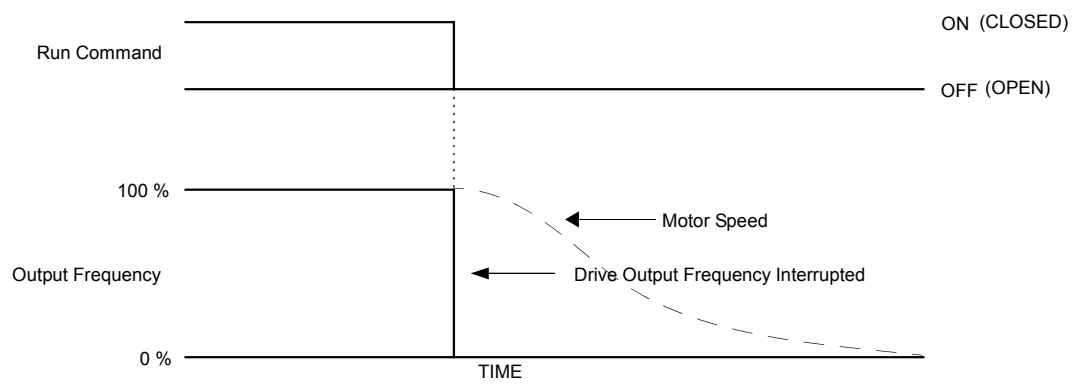 ON (CLOSED)
Run Command
OFF (OPEN)
100 %
Motor Speed
Output Frequency
Drive Output Frequency Interrupted
0 %
TIME